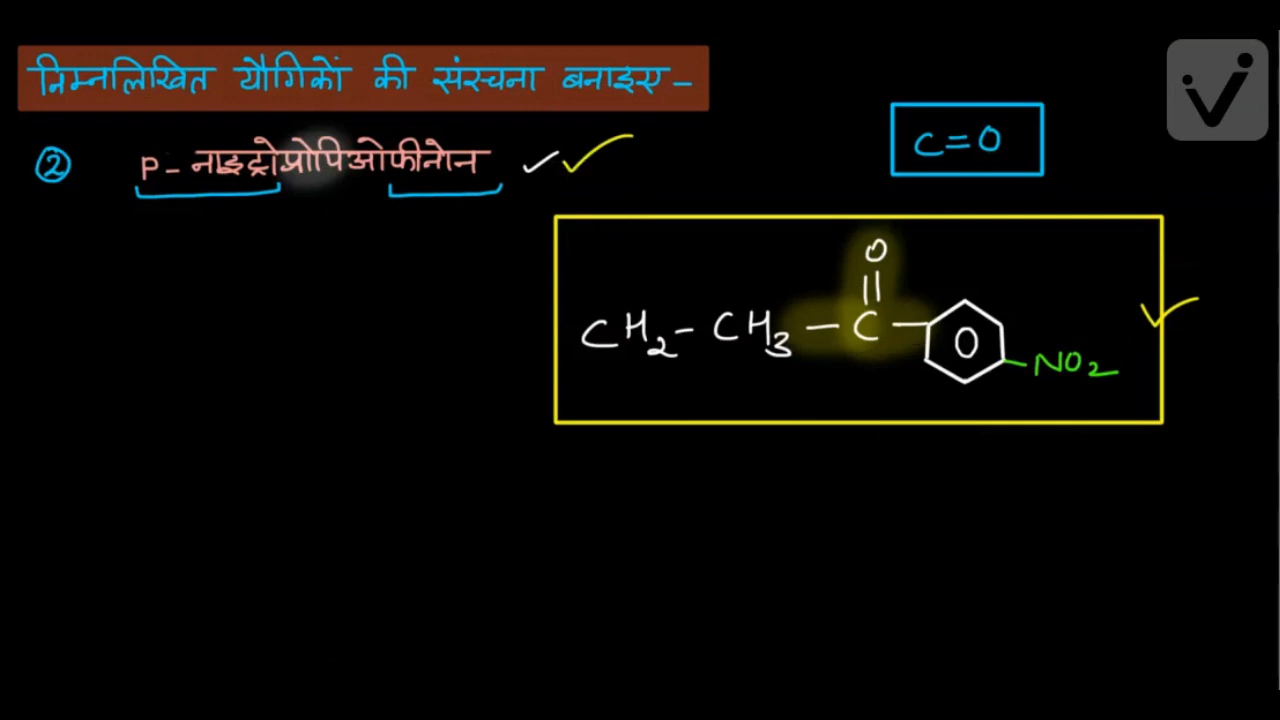 निम्नलिखित यौगिकों की संरचना बनाइए -
② P - नाइट्रोप्रोपिओफीनोन
C=O
O
||
CH₂ - CH₃ — C — O - NO₂